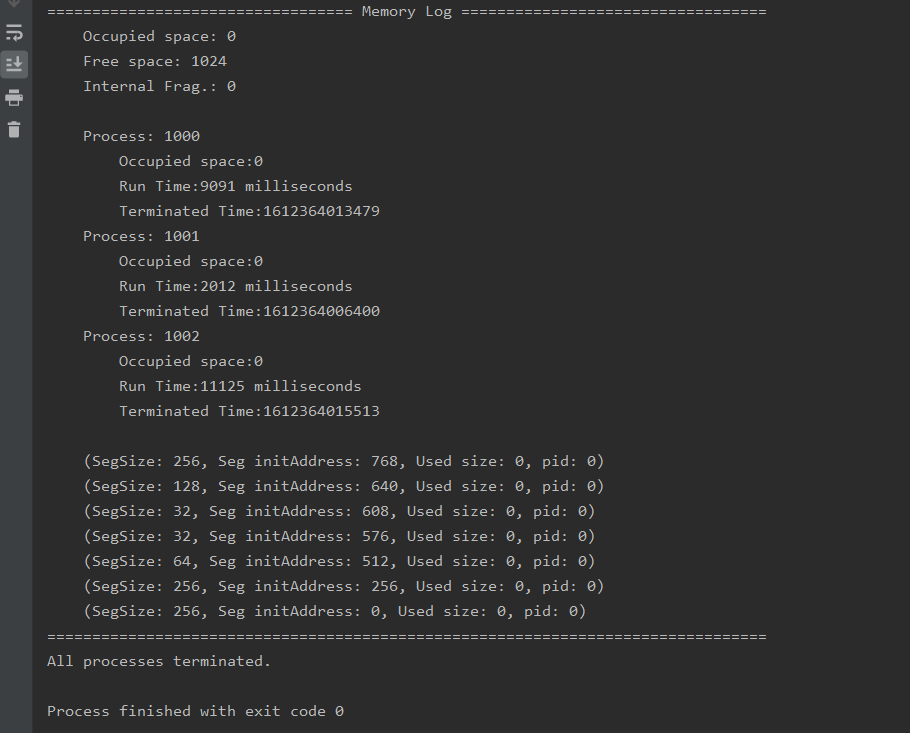 ================================== Memory Log ==================================
Occupied space: 0
Free space: 1024
Internal Frag.: 0
Process: 1000
Occupied space:0
Run Time:9091 milliseconds
Terminated Time:1612364013479
Process: 1001
Occupied space:0
Run Time:2012 milliseconds
Terminated Time:1612364006400
Process: 1002
Occupied space:0
Run Time:11125 milliseconds
Terminated Time:1612364015513
(SegSize: 256, Seg initAddress: 768, Used size: 0, pid: 0)
(SegSize: 128, Seg initAddress: 640, Used size: 0, pid: 0)
(SegSize: 32, Seg initAddress: 608, Used size: 0, pid: 0)
(SegSize: 32, Seg initAddress: 576, Used size: 0, pid: 0)
(SegSize: 64, Seg initAddress: 512, Used size: 0, pid: 0)
(SegSize: 256, Seg initAddress: 256, Used size: 0, pid: 0)
(SegSize: 256, Seg initAddress: 0, Used size: 0, pid: 0)
================================================================================
All processes terminated.
Process finished with exit code 0